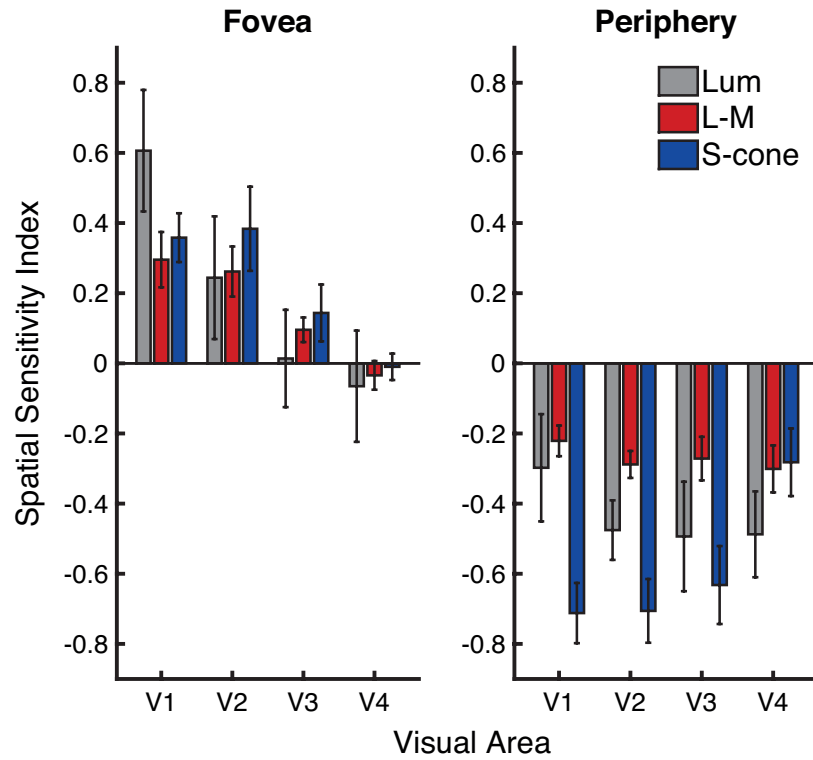 Fovea
Periphery
Spatial Sensitivity Index
0.8
0.6
0.4
0.2
0
-0.2
-0.4
-0.6
-0.8
V1 V2 V3 V4
0.8
0.6
0.4
0.2
0
-0.2
-0.4
-0.6
-0.8
Lum
L-M
S-cone
V1 V2 V3 V4
Visual Area